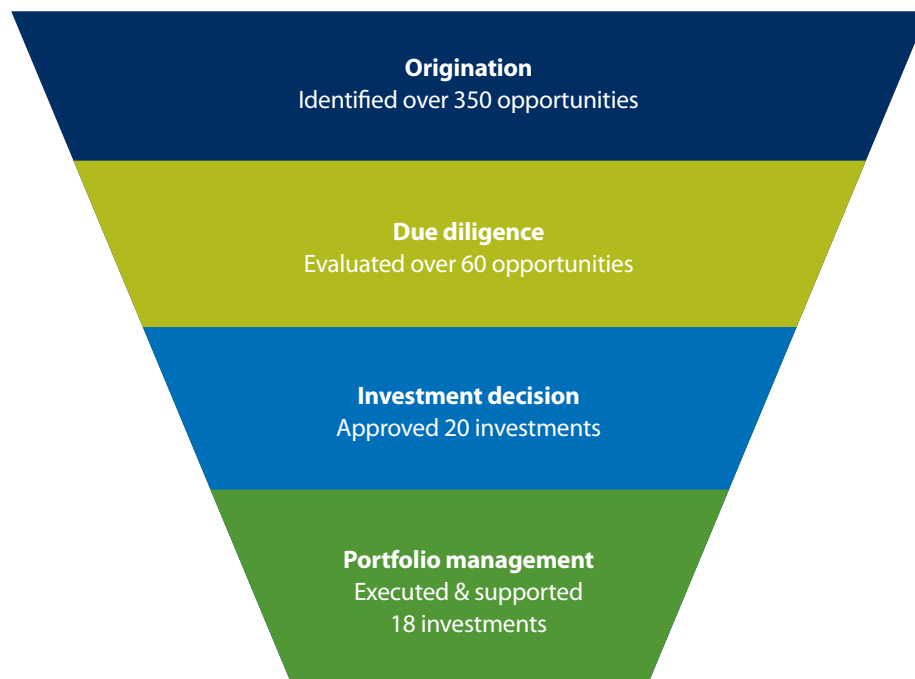 Origination
Identified over 350 opportunities
Due diligence
Evaluated over 60 opportunities
Investment decision
Approved 20 investments
Portfolio management
Executed & supported
18 investments